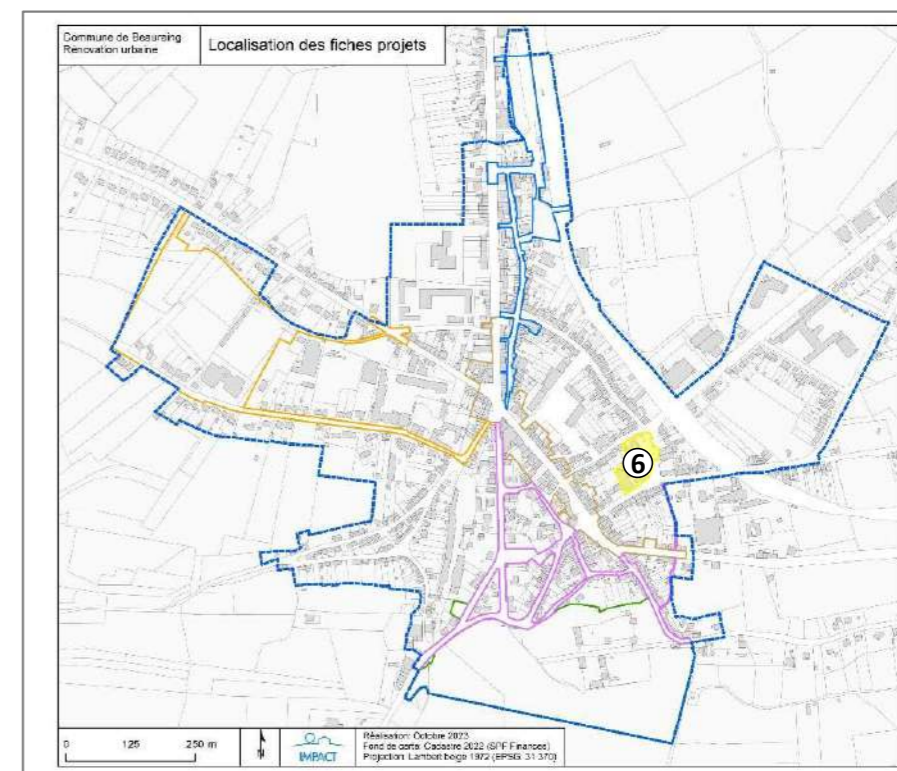 Commune de Beauraing
Rénovation urbaine
Localisation des fiches projets
⑥
0 125 250 m
N
IMPACT
Réalisation: Octobre 2023
Fond de carte: Cadastre 2022 (SPF Finances)
Projection: Lambert belge 1972 (EPSG: 31370)